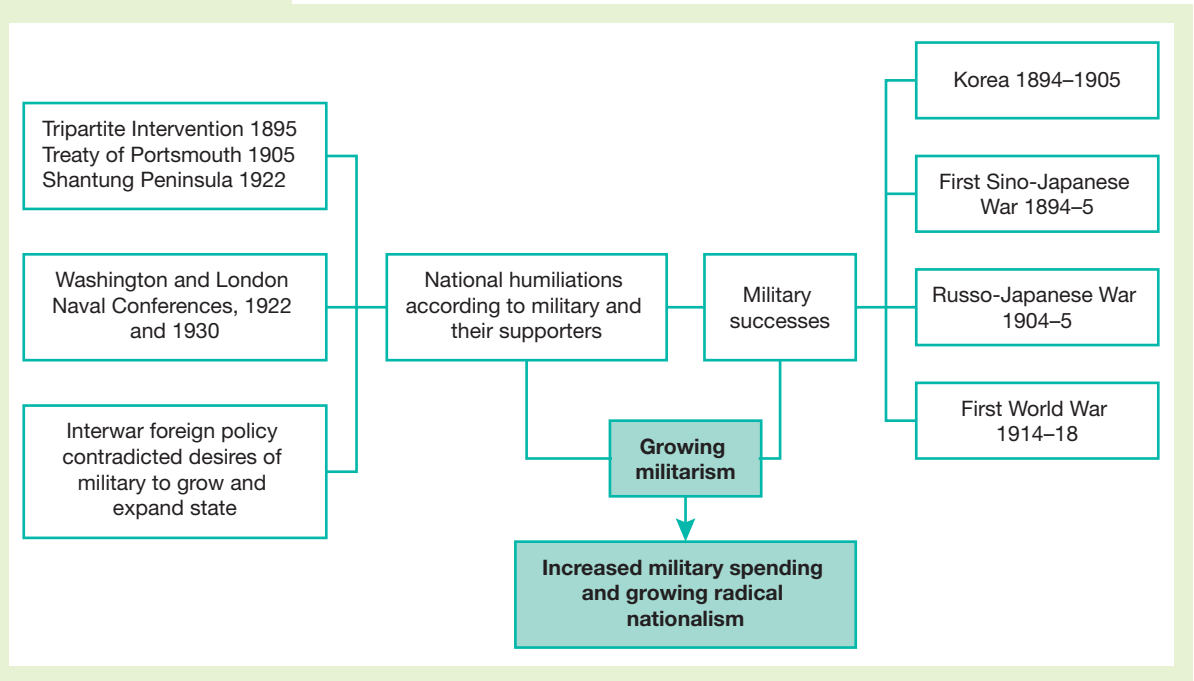 Tripartite Intervention 1895
Treaty of Portsmouth 1905
Shantung Peninsula 1922
Washington and London
Naval Conferences, 1922
and 1930
Interwar foreign policy
contradicted desires of
military to grow and
expand state
National humiliations
according to military and
their supporters
Military
successes
Korea 1894–1905
First Sino-Japanese
War 1894–5
Russo-Japanese War
1904–5
First World War
1914–18
Growing
militarism
Increased military spending
and growing radical
nationalism